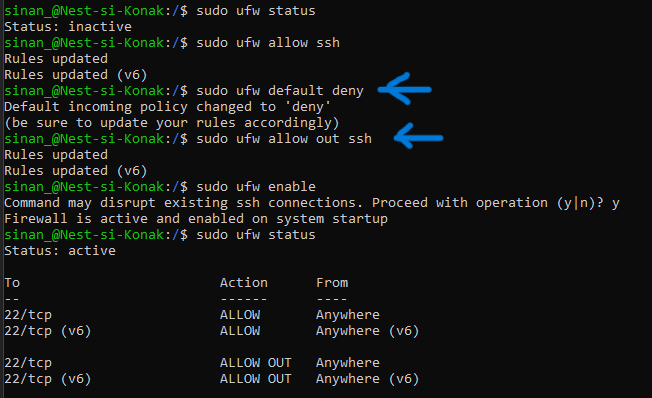 sinan_@Nest-si-Konak:/$ sudo ufw status
Status: inactive
sinan_@Nest-si-Konak:/$ sudo ufw allow ssh
Rules updated
Rules updated (v6)
sinan_@Nest-si-Konak:/$ sudo ufw default deny
Default incoming policy changed to 'deny'
(be sure to update your rules accordingly)
sinan_@Nest-si-Konak:/$ sudo ufw allow out ssh
Rules updated
Rules updated (v6)
sinan_@Nest-si-Konak:/$ sudo ufw enable
Command may disrupt existing ssh connections. Proceed with operation (y|n)? y
Firewall is active and enabled on system startup
sinan_@Nest-si-Konak:/$ sudo ufw status
Status: active
To                         Action      From
--                         ------      ----
22/tcp                     ALLOW       Anywhere
22/tcp (v6)                ALLOW       Anywhere (v6)
22/tcp                     ALLOW OUT   Anywhere
22/tcp (v6)                ALLOW OUT   Anywhere (v6)